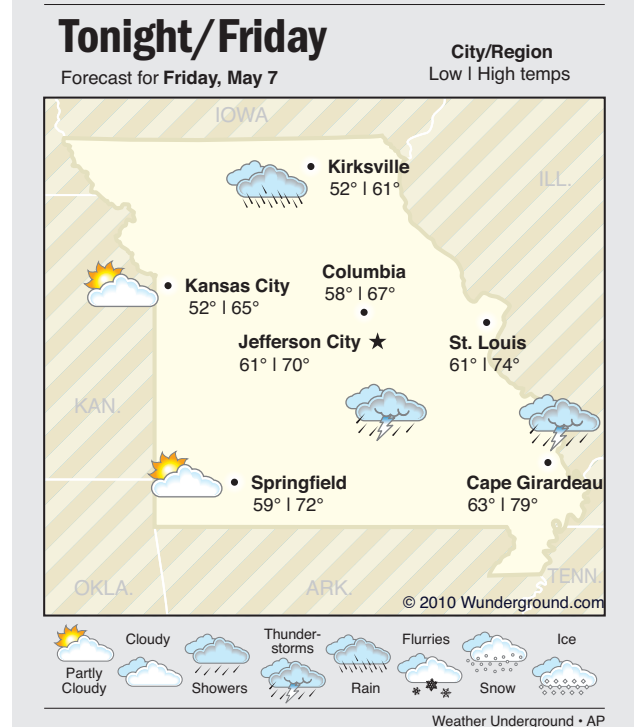 Tonight/Friday
Forecast for Friday, May 7
City/Region
Low | High temps
IOWA
ILL.
Kirksville
52° | 61°
Kansas City
52° | 65°
Columbia
58° | 67°
Jefferson City
61° | 70°
St. Louis
61° | 74°
KAN.
Springfield
59° | 72°
Cape Girardeau
63° | 79°
OKLA.
ARK.
TENN.
© 2010 Wunderground.com
Partly
Cloudy
Cloudy
Showers
Thunder-
storms
Rain
Flurries
Snow
Ice
Weather Underground • AP